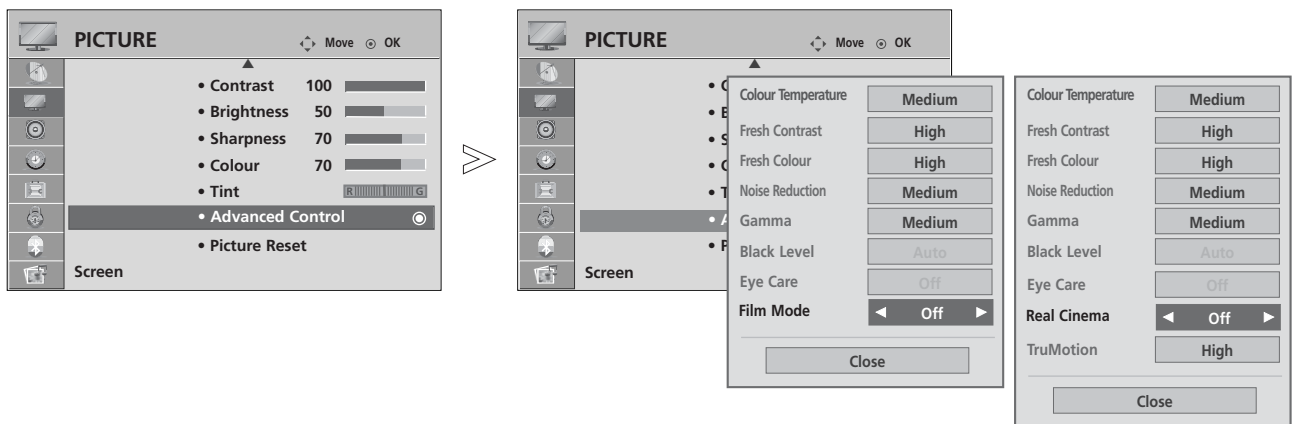 PICTURE Move OK
• Contrast 100
• Brightness 50
• Sharpness 70
• Colour 70
• Tint R G
• Advanced Control
• Picture Reset
Screen
PICTURE Move OK
Screen
Colour Temperature Medium
Fresh Contrast High
Fresh Colour High
Noise Reduction Medium
Gamma Medium
Black Level Auto
Eye Care Off
Film Mode ◄ Off ►
Close
Colour Temperature Medium
Fresh Contrast High
Fresh Colour High
Noise Reduction Medium
Gamma Medium
Black Level Auto
Eye Care Off
Real Cinema ◄ Off ►
TruMotion High
Close